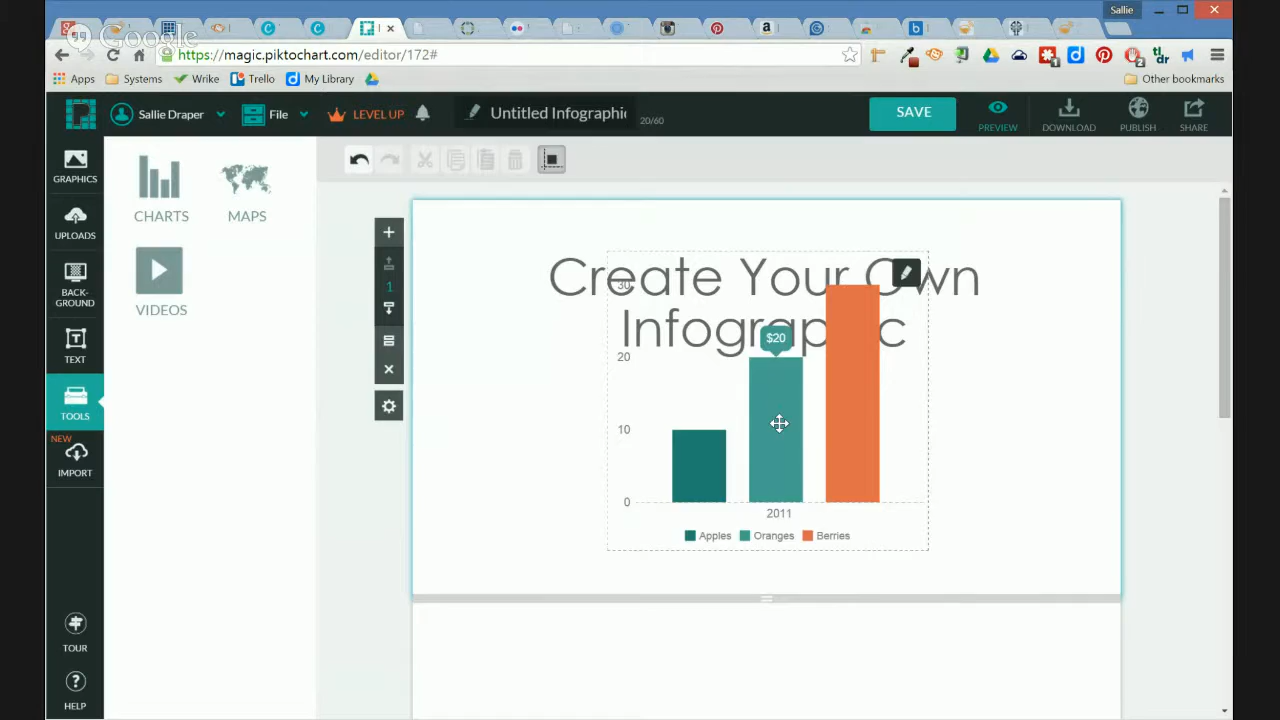 Sallie
Google
https://magic.piktochart.com/editor/172#
Apps Systems Wrike Trello My Library Other bookmarks
Sallie Draper File LEVEL UP Untitled Infographic 20/60 SAVE PREVIEW DOWNLOAD PUBLISH SHARE
GRAPHICS
UPLOADS
BACK-
GROUND
TEXT
TOOLS
NEW
IMPORT
TOUR
HELP
CHARTS MAPS
VIDEOS
1
Create Your Own
Infographic
30
$20
20
10
0
2011
Apples Oranges Berries